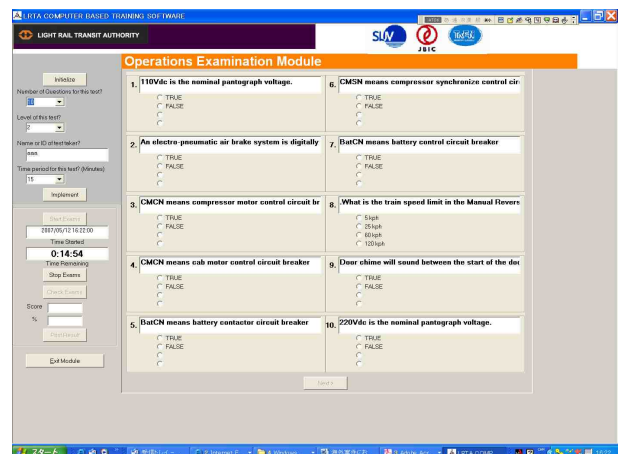 LRTA COMPUTER BASED TRAINING SOFTWARE
LIGHT RAIL TRANSIT AUTHORITY
JBIC
Operations Examination Module
Initialize
Number of Questions for this test?
10
Level of this test?
2
Name or ID of test taker?
Time period for this test? (Minutes)
15
Implement
Start Exams
2007/05/12 16:22:00
Time Started
0:14:54
Time Remaining
Stop Exams
Check Exams
Score
%
Print Result
Exit Module
1. 110Vdc is the nominal pantograph voltage.
TRUE
FALSE
2. An electro-pneumatic air brake system is digitally
TRUE
FALSE
3. CMCN means compressor motor control circuit br
TRUE
FALSE
4. CMCN means cab motor control circuit breaker
TRUE
FALSE
5. BatCN means battery contactor circuit breaker
TRUE
FALSE
6. CMSN means compressor synchronize control cir
TRUE
FALSE
7. BatCN means battery control circuit breaker
TRUE
FALSE
8. .What is the train speed limit in the Manual Revers
5 kph
25 kph
60 kph
120 kph
9. Door chime will sound between the start of the doo
TRUE
FALSE
10. 220Vdc is the nominal pantograph voltage.
TRUE
FALSE
Next >
スタート
16:22